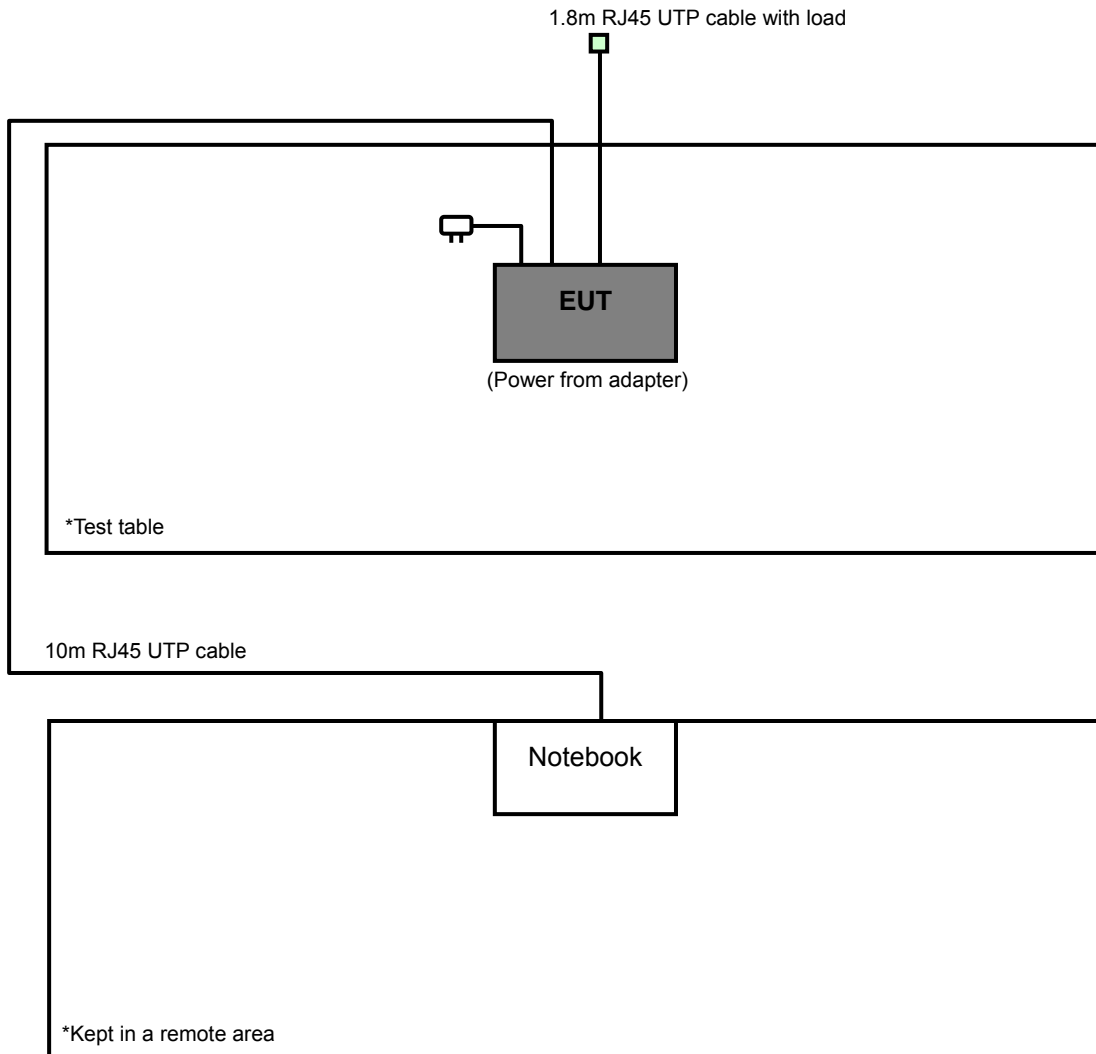 1.8m RJ45 UTP cable with load
EUT
(Power from adapter)
*Test table
10m RJ45 UTP cable
Notebook
*Kept in a remote area